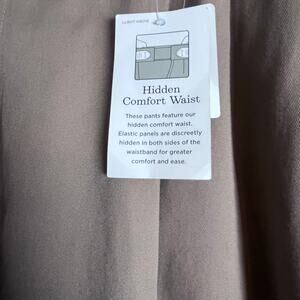 Hidden
Comfort Waist
These pants feature our
hidden comfort waist.
Elastic panels are discreetly
hidden in both sides of the
waistband for greater
comfort and ease.